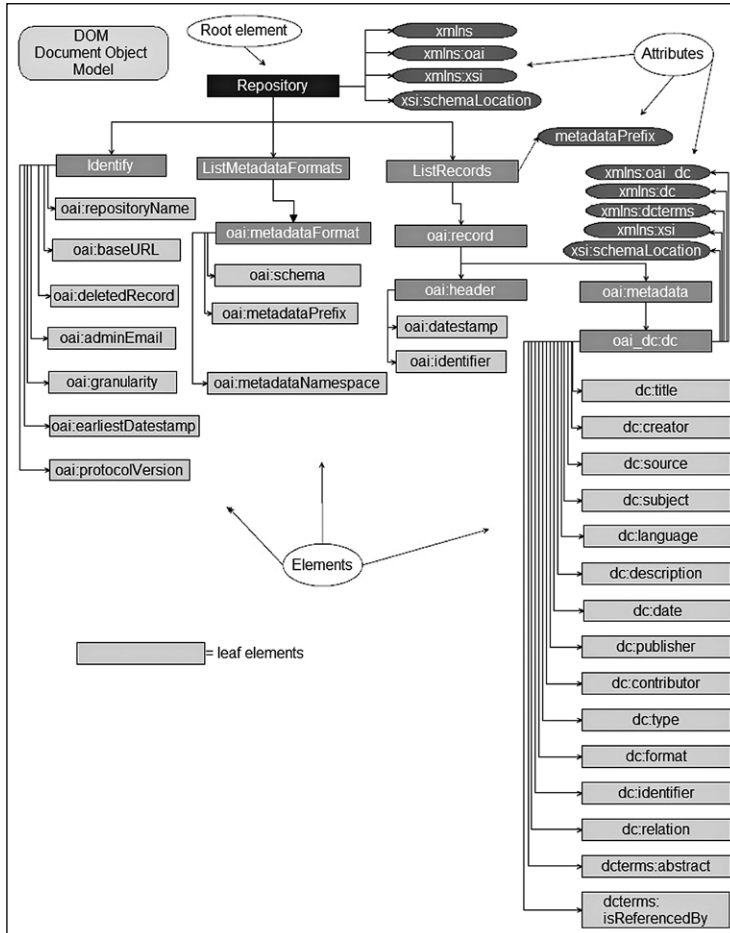 DOM
Document Object
Model
Root element
xmlns
xmlns:oai
xmlns:xsi
xsi:schemaLocation
Attributes
Repository
metadataPrefix
Identify
ListMetadataFormats
ListRecords
xmlns:oai_dc
xmlns:dc
xmlns:dcterms
xmlns:xsi
xsi:schemaLocation
oai:repositoryName
oai:baseURL
oai:deletedRecord
oai:adminEmail
oai:granularity
oai:earliestDatestamp
oai:protocolVersion
oai:metadataFormat
oai:schema
oai:metadataPrefix
oai:metadataNamespace
oai:record
oai:header
oai:datestamp
oai:identifier
oai:metadata
oai_dc:dc
dc:title
dc:creator
dc:source
dc:subject
dc:language
dc:description
dc:date
dc:publisher
dc:contributor
dc:type
dc:format
dc:identifier
dc:relation
dcterms:abstract
dcterms:
isReferencedBy
Elements
= leaf elements